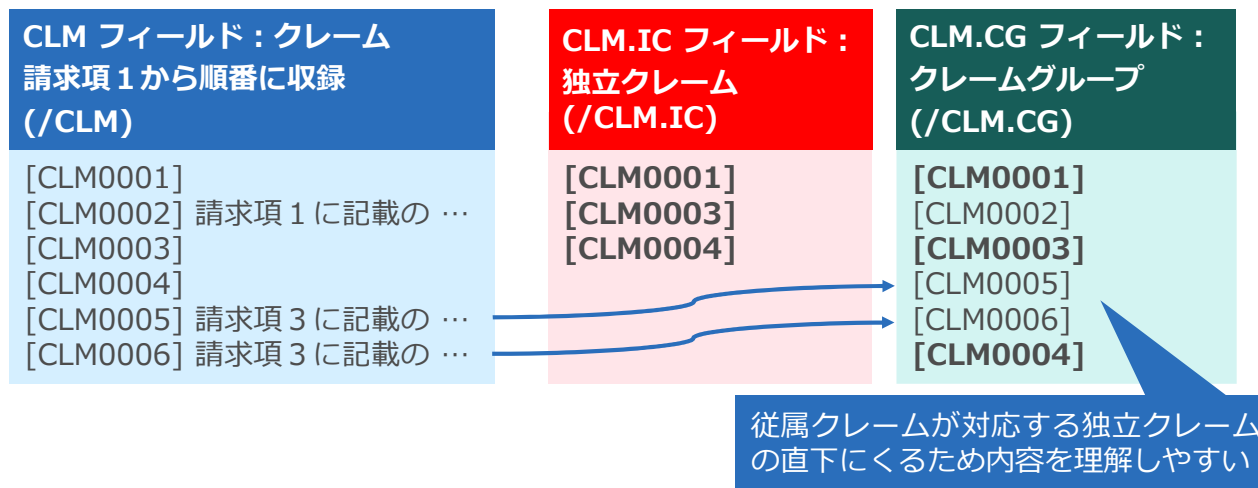 CLM フィールド：クレーム
請求項１から順番に収録
(/CLM)
[CLM0001]
[CLM0002] 請求項１に記載の …
[CLM0003]
[CLM0004]
[CLM0005] 請求項３に記載の …
[CLM0006] 請求項３に記載の …
CLM.IC フィールド：
独立クレーム
(/CLM.IC)
[CLM0001]
[CLM0003]
[CLM0004]
CLM.CG フィールド：
クレームグループ
(/CLM.CG)
[CLM0001]
[CLM0002]
[CLM0003]
[CLM0005]
[CLM0006]
[CLM0004]
従属クレームが対応する独立クレーム
の直下にくるため内容を理解しやすい